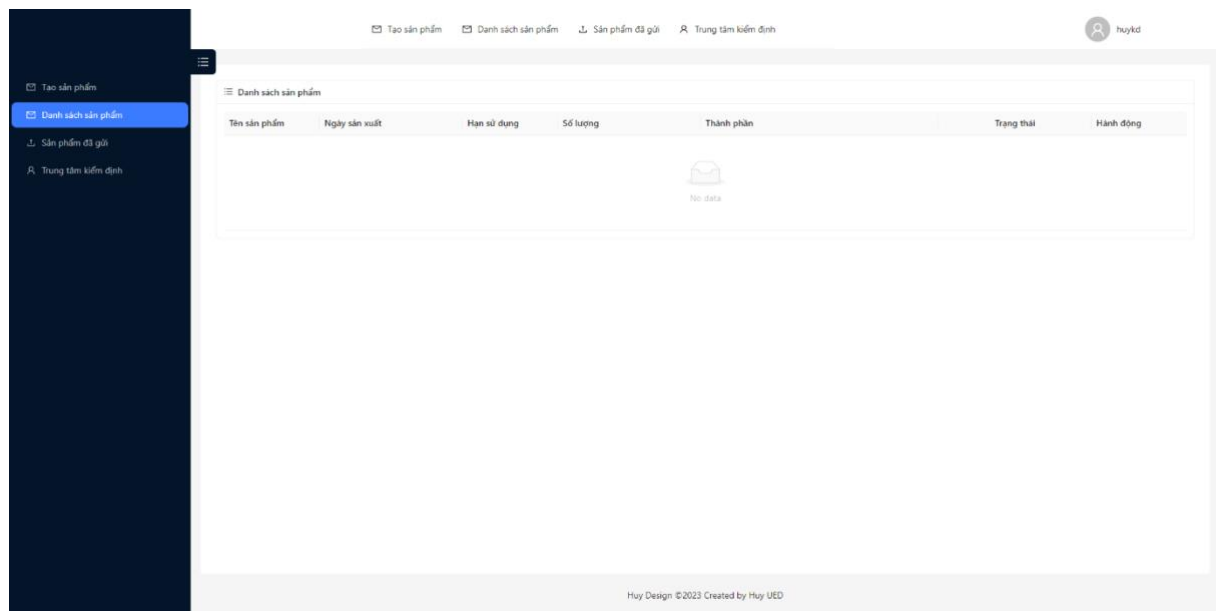 Tạo sản phẩm Danh sách sản phẩm Sản phẩm đã gửi Trung tâm kiểm định huykd
Tạo sản phẩm
Danh sách sản phẩm
Sản phẩm đã gửi
Trung tâm kiểm định
Danh sách sản phẩm
Tên sản phẩm Ngày sản xuất Hạn sử dụng Số lượng Thành phần Trạng thái Hành động
No data
Huy Design ©2023 Created by Huy UED